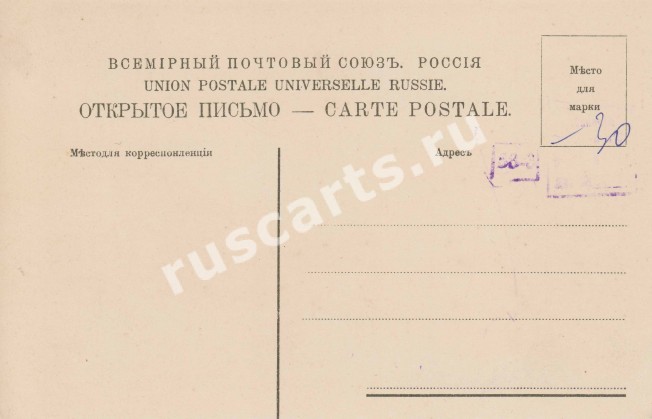 ВСЕМІРНЫЙ ПОЧТОВЫЙ СОЮЗЪ. РОССІЯ
UNION POSTALE UNIVERSELLE RUSSIE.
ОТКРЫТОЕ ПИСЬМО — CARTE POSTALE.
Мѣсто
для
марки
—30
Мѣстодля корреспонленціи
Адресъ
ruscarts.ru